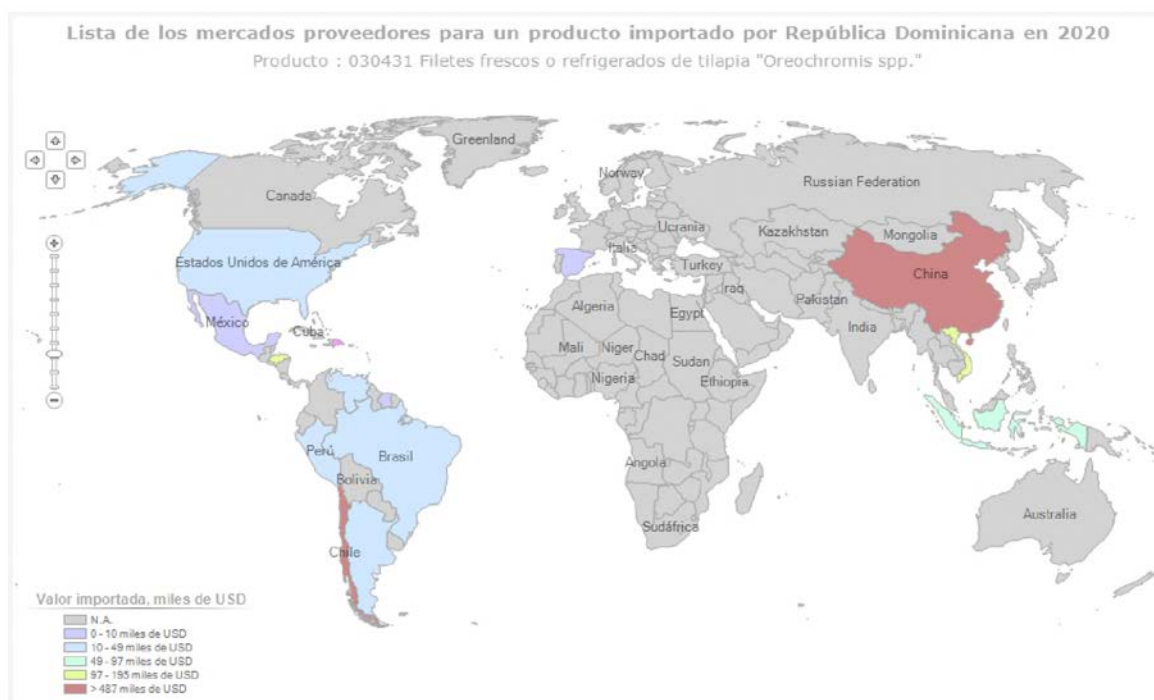 Lista de los mercados proveedores para un producto importado por República Dominicana en 2020
Producto : 030431 Filetes frescos o refrigerados de tilapia "Oreochromis spp."
Greenland
Norway
Russian Federation
Canada
Ucrania
Kazakhstan
Mongolia
Italia
Estados Unidos de América
Turkey
China
Iraq
Pakistan
Algeria
Egypt
México
India
Cuba
Mali
Niger
Chad
Sudan
Nigeria
Ethiopia
Perú
Brasil
Angola
Bolivia
Australia
Sudáfrica
Chile
Valor importada, miles de USD
N.A.
0 - 10 miles de USD
10 - 49 miles de USD
49 - 97 miles de USD
97 - 195 miles de USD
> 487 miles de USD